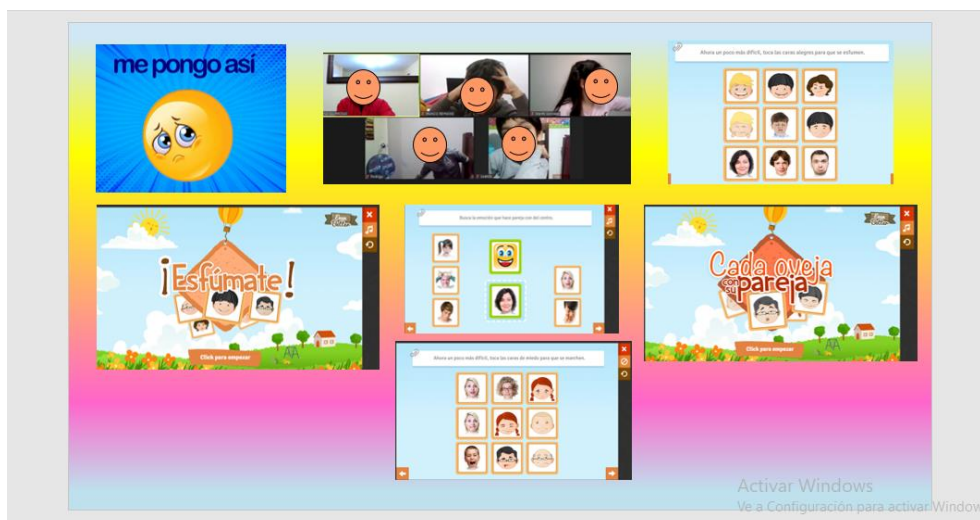 me pongo así
Ahora un poco más difícil, toca las caras alegres para que se esfumen.
¡Esfúmate!
Click para empezar
Busca la emoción que hace pareja con del centro.
Cada oveja
con su pareja
Click para empezar
Ahora un poco más difícil, toca las caras de miedo para que se marchen.
Activar Windows
Ve a Configuración para activar Window